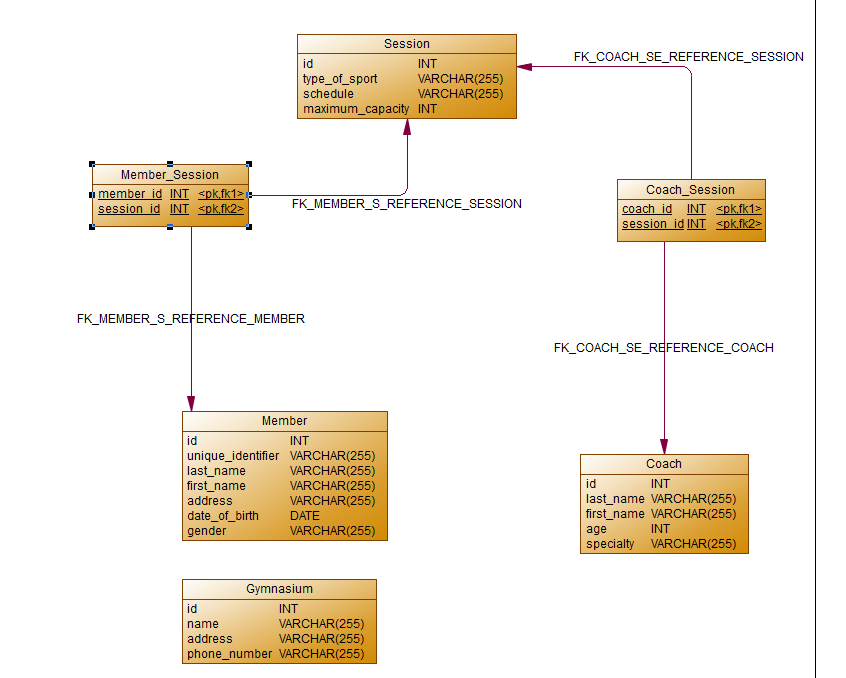 Session
id INT
type_of_sport VARCHAR(255)
schedule VARCHAR(255)
maximum_capacity INT
FK_COACH_SE_REFERENCE_SESSION
Member_Session
member_id INT <pk,fk1>
session_id INT <pk,fk2>
FK_MEMBER_S_REFERENCE_SESSION
Coach_Session
coach_id INT <pk,fk1>
session_id INT <pk,fk2>
FK_MEMBER_S_REFERENCE_MEMBER
FK_COACH_SE_REFERENCE_COACH
Member
id INT
unique_identifier VARCHAR(255)
last_name VARCHAR(255)
first_name VARCHAR(255)
address VARCHAR(255)
date_of_birth DATE
gender VARCHAR(255)
Coach
id INT
last_name VARCHAR(255)
first_name VARCHAR(255)
age INT
specialty VARCHAR(255)
Gymnasium
id INT
name VARCHAR(255)
address VARCHAR(255)
phone_number VARCHAR(255)